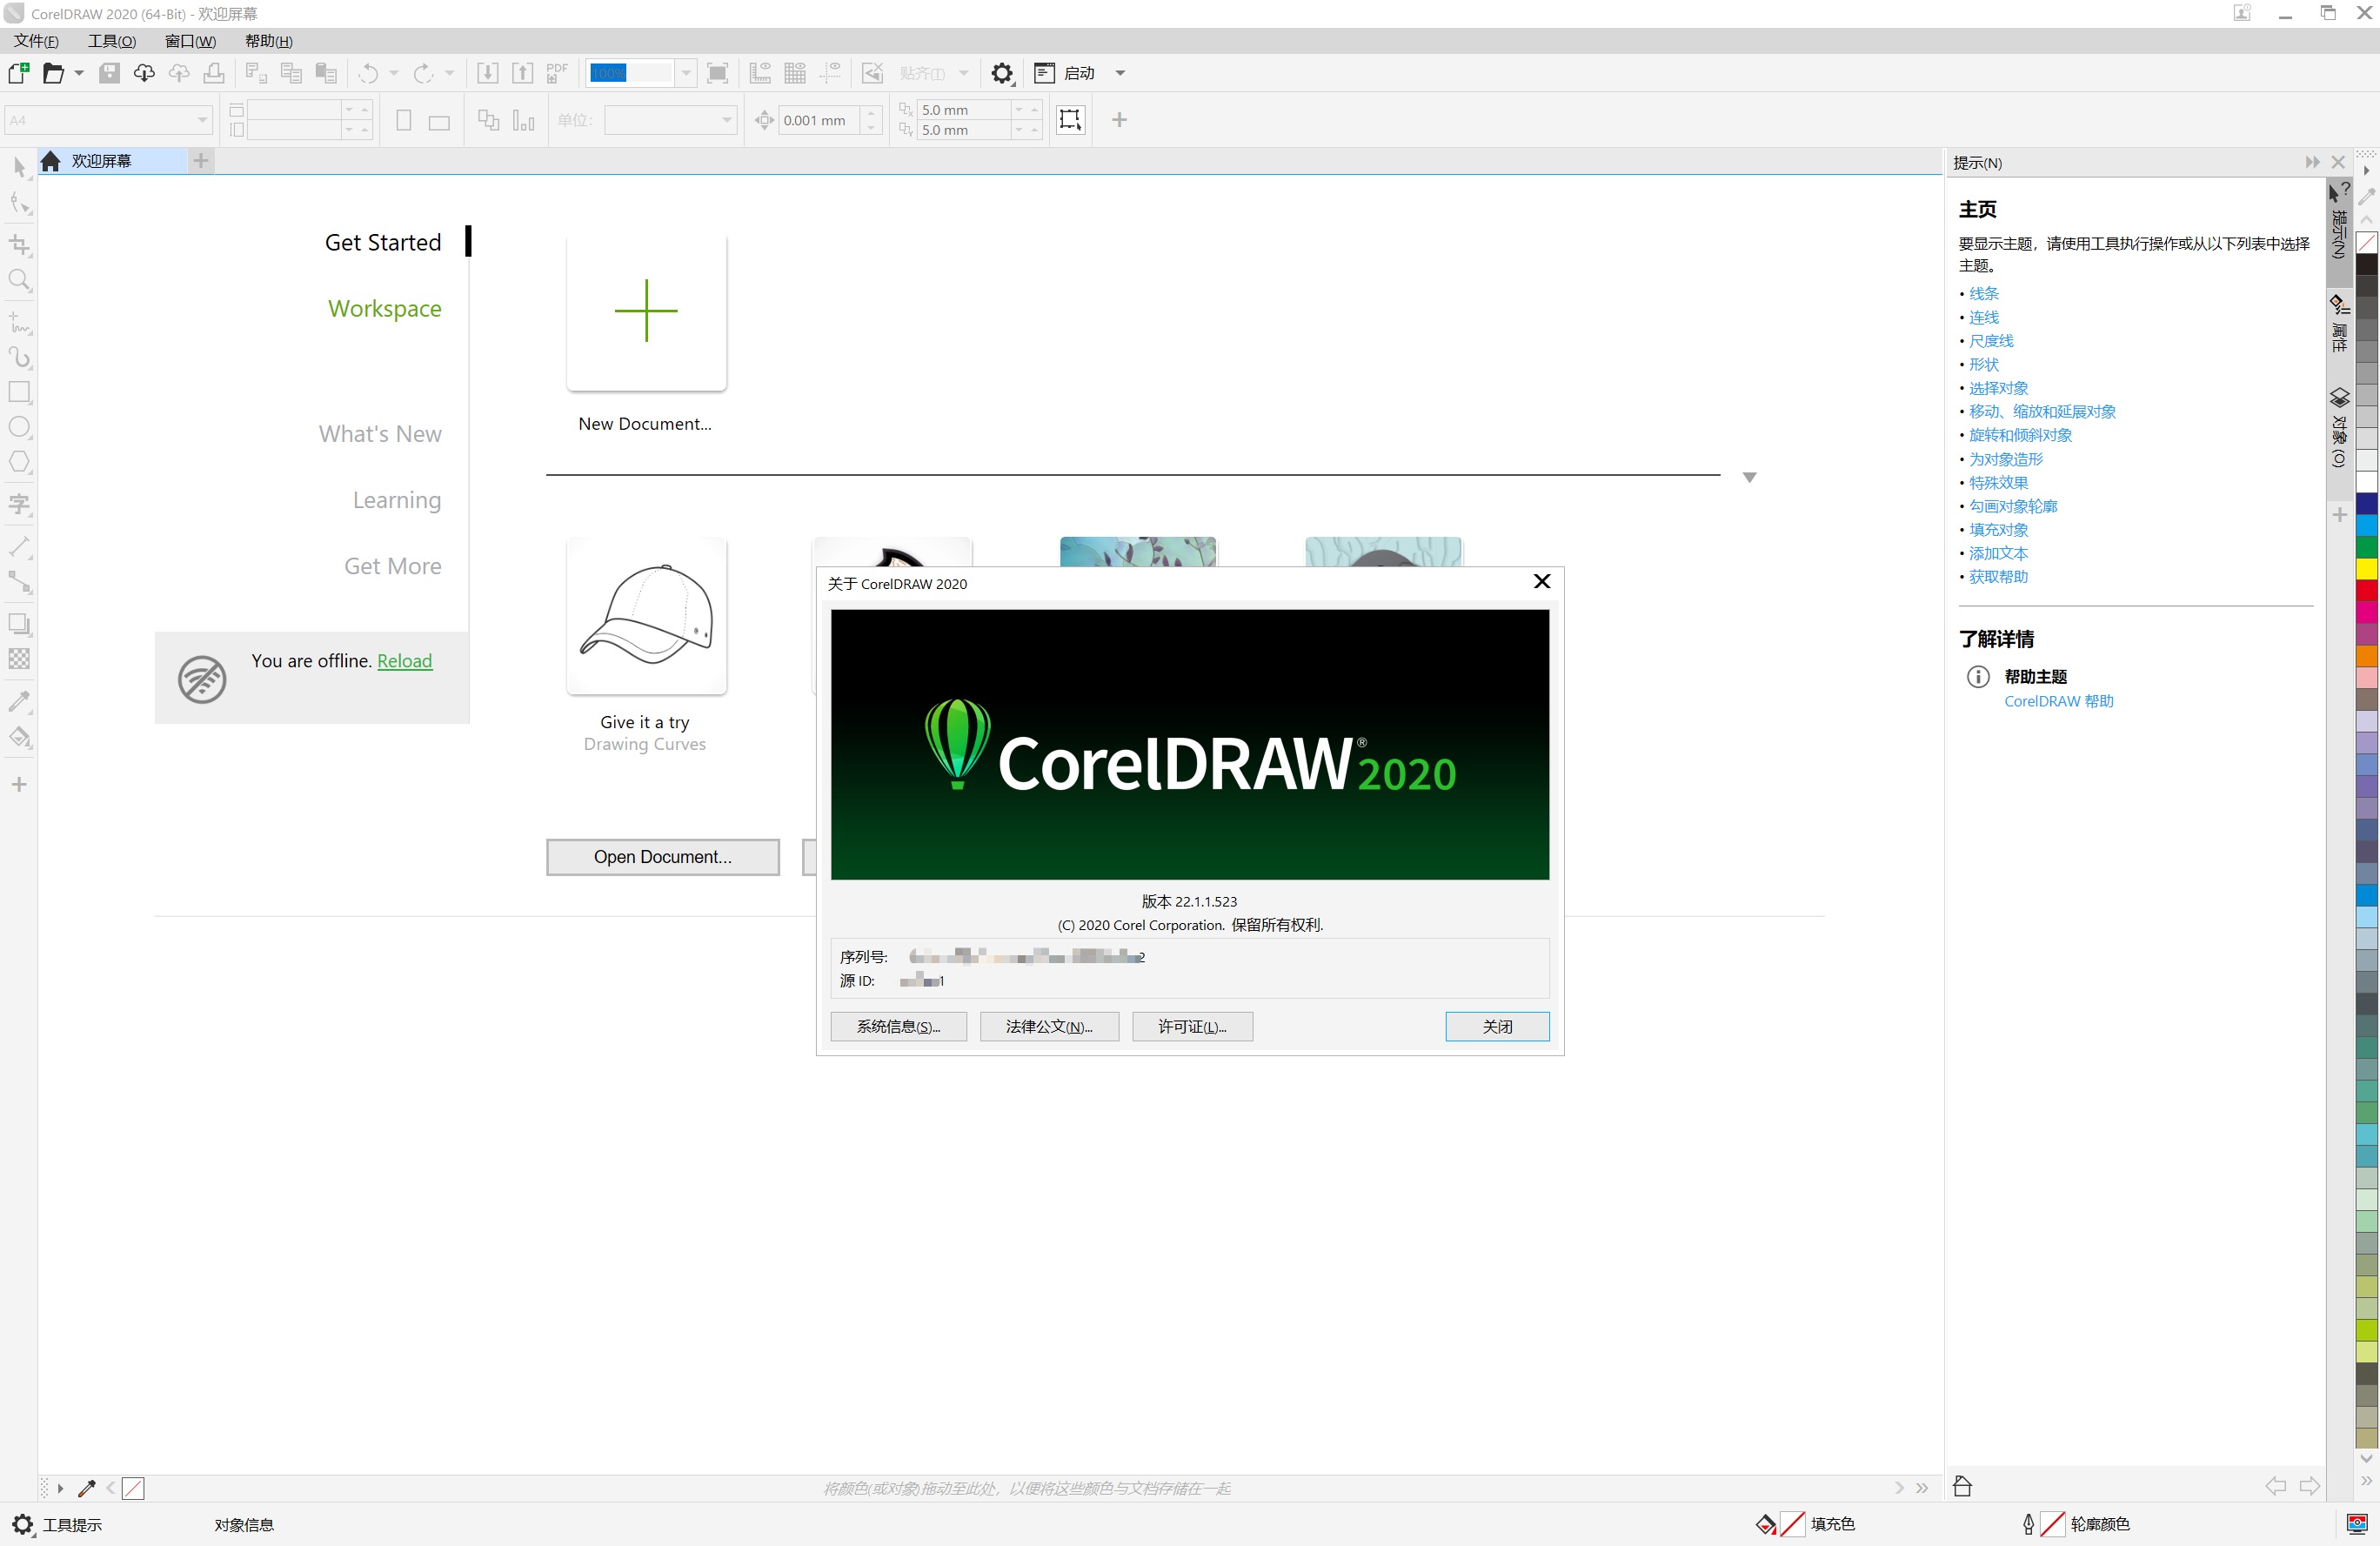 CorelDRAW 2020 (64-Bit) - 欢迎屏幕
文件(F) 工具(O) 窗口(W) 帮助(H)
PDF 100% 贴齐(T) 启动
A4 单位: 0.001 mm 5.0 mm
5.0 mm
欢迎屏幕
Get Started
Workspace
What's New
Learning
Get More
You are offline. Reload
New Document...
Give it a try
Drawing Curves
Open Document...
关于 CorelDRAW 2020
CorelDRAW® 2020
版本 22.1.1.523
(C) 2020 Corel Corporation. 保留所有权利.
序列号: 2
源 ID: 1
系统信息(S)... 法律公文(N)... 许可证(L)... 关闭
提示(N)
主页
要显示主题，请使用工具执行操作或从以下列表中选择
主题。
• 线条
• 连线
• 尺度线
• 形状
• 选择对象
• 移动、缩放和延展对象
• 旋转和倾斜对象
• 为对象造形
• 特殊效果
• 勾画对象轮廓
• 填充对象
• 添加文本
• 获取帮助
了解详情
帮助主题
CorelDRAW 帮助
提示(N)
属性
对象 (O)
字
将颜色(或对象)拖动至此处，以便将这些颜色与文档存储在一起
工具提示 对象信息 填充色 轮廓颜色